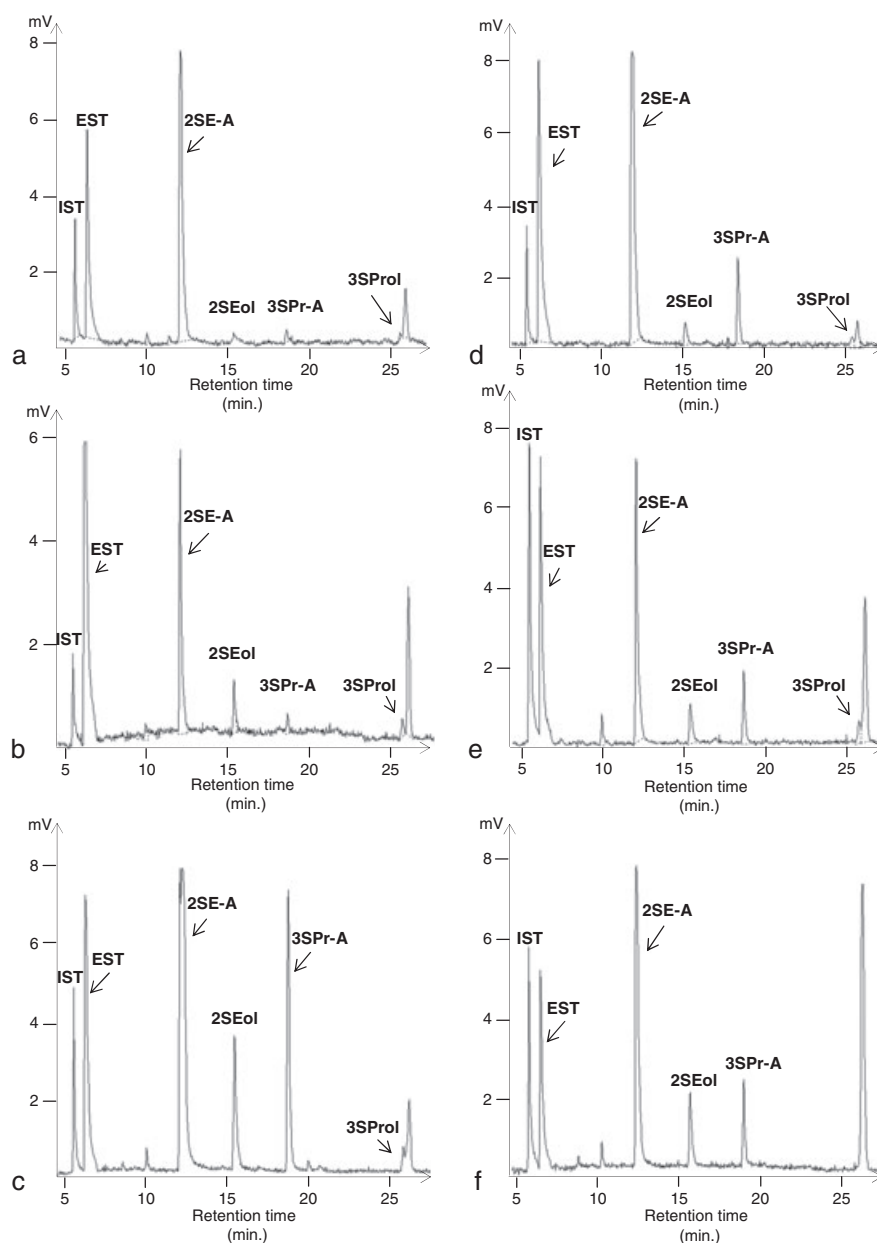 mV
8
6
4
2
IST
EST
2SE-A
2SEol
3SPr-A
3SProl
a
5 10 15 20 25
Retention time
(min.)
mV
8
6
4
2
IST
EST
2SE-A
2SEol
3SPr-A
3SProl
d
5 10 15 20 25
Retention time
(min.)
mV
6
4
2
IST
EST
2SE-A
2SEol
3SPr-A
3SProl
b
5 10 15 20 25
Retention time
(min.)
mV
8
6
4
2
IST
EST
2SE-A
2SEol
3SPr-A
3SProl
e
5 10 15 20 25
Retention time
(min.)
mV
8
6
4
2
IST
EST
2SE-A
2SEol
3SPr-A
3SProl
c
5 10 15 20 25
Retention time
(min.)
mV
8
6
4
2
IST
EST
2SE-A
2SEol
3SPr-A
f
5 10 15 20 25
Retention time
(min.)